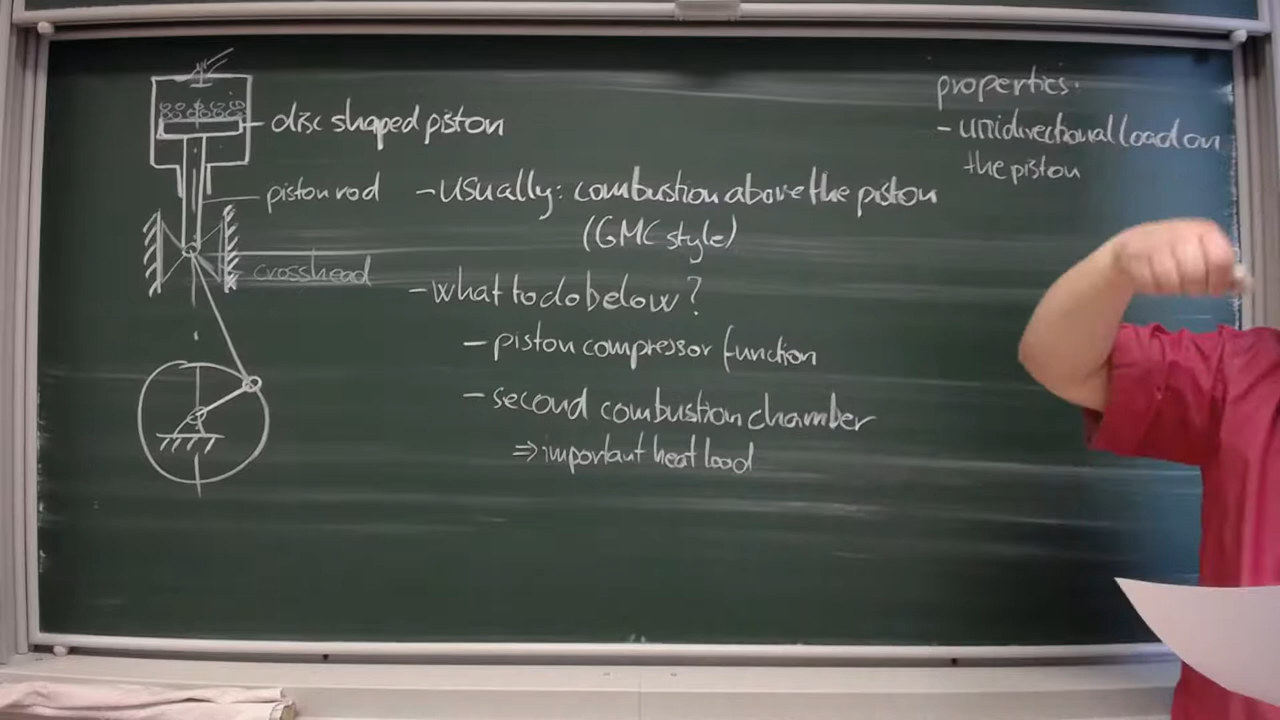 disc shaped piston
piston rod
crosshead
- usually: combustion above the piston
(GMC style)
- what to do below?
- piston compressor function
- second combustion chamber
⇒ important heat load
properties:
- unidirectional load on
the piston